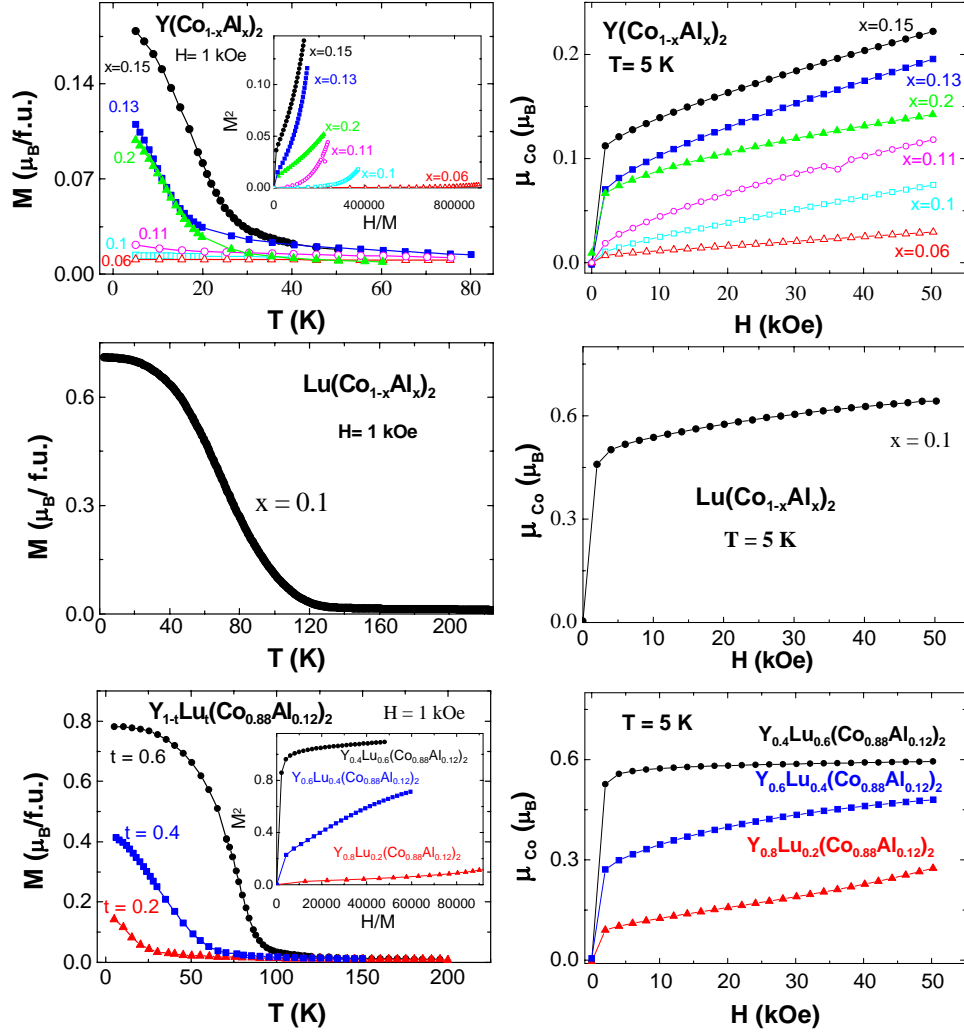 Y(Co1-xAlx)2
H= 1 kOe
x=0.15
0.13
0.2
0.11
0.1
0.06
M (μB/f.u.)
0.00
0.07
0.14
0
20
40
60
80
T (K)
M²
0.00
0.05
0.10
x=0.15
x=0.13
x=0.2
x=0.11
x=0.1
x=0.06
0
4000000
8000000
H/M
Y(Co1-xAlx)2
T= 5 K
x=0.15
x=0.13
x=0.2
x=0.11
x=0.1
x=0.06
μ Co (μB)
0.0
0.1
0.2
0
10
20
30
40
50
H (kOe)
Lu(Co1-xAlx)2
H= 1 kOe
x = 0.1
M (μB/ f.u.)
0.0
0.3
0.6
0
40
80
120
160
200
T (K)
x = 0.1
Lu(Co1-xAlx)2
T = 5 K
μ Co (μB)
0.0
0.3
0.6
0
10
20
30
40
50
H (kOe)
Y1-tLut(Co0.88Al0.12)2
H = 1 kOe
t = 0.6
t = 0.4
t = 0.2
M (μB/f.u.)
0.0
0.2
0.4
0.6
0.8
0
25
50
75
100
125
150
175
200
T (K)
M²
0.0
0.4
0.8
Y0.4Lu0.6(Co0.88Al0.12)2
Y0.6Lu0.4(Co0.88Al0.12)2
Y0.8Lu0.2(Co0.88Al0.12)2
20000
40000
60000
80000
H/M
T = 5 K
Y0.4Lu0.6(Co0.88Al0.12)2
Y0.6Lu0.4(Co0.88Al0.12)2
Y0.8Lu0.2(Co0.88Al0.12)2
μ Co (μB)
0.0
0.3
0.6
0
10
20
30
40
50
H (kOe)